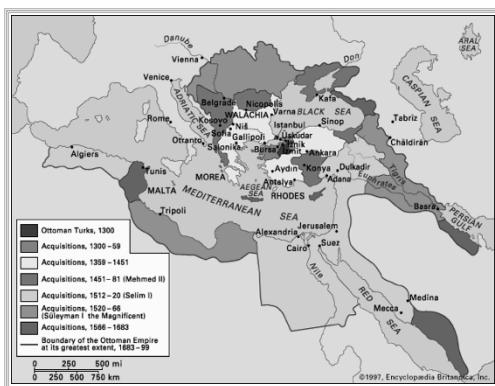 Danube
Vienna
Don
ARAL
SEA
Venice
Belgrade
Nicopolis
Kafa
CASPIAN SEA
ADRIATIC SEA
WALACHIA
Varna
BLACK SEA
Rome
Kosovo
Niš
Sofia
Istanbul
Sinop
Tabriz
Otranto
Salonika
Gallipoli
Üsküdar
Bursa
İznik
İzmit
Ankara
Chāldirān
Algiers
Tunis
MOREA
AEGEAN
SEA
Aydın
Konya
Dulkadir
Antalya
Adana
Tigris
Euphrates
MALTA
RHODES
MEDITERRANEAN SEA
Basra
PERSIAN
GULF
Tripoli
Alexandria
Jerusalem
Cairo
Suez
Nile
RED SEA
Medina
Mecca
Ottoman Turks, 1300
Acquisitions, 1300-59
Acquisitions, 1359-1451
Acquisitions, 1451-81 (Mehmed II)
Acquisitions, 1512-20 (Selim I)
Acquisitions, 1520-66
(Süleyman I the Magnificent)
Acquisitions, 1566-1683
Boundary of the Ottoman Empire
at its greatest extent, 1683-99
0 200 500 mi
0 250 500 750 km
©1997, Encyclopædia Britannica, Inc.